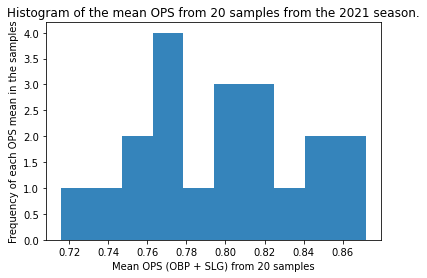 Histogram of the mean OPS from 20 samples from the 2021 season.
Frequency of each OPS mean in the samples
4.0
3.5
3.0
2.5
2.0
1.5
1.0
0.5
0.0
0.72 0.74 0.76 0.78 0.80 0.82 0.84 0.86
Mean OPS (OBP + SLG) from 20 samples